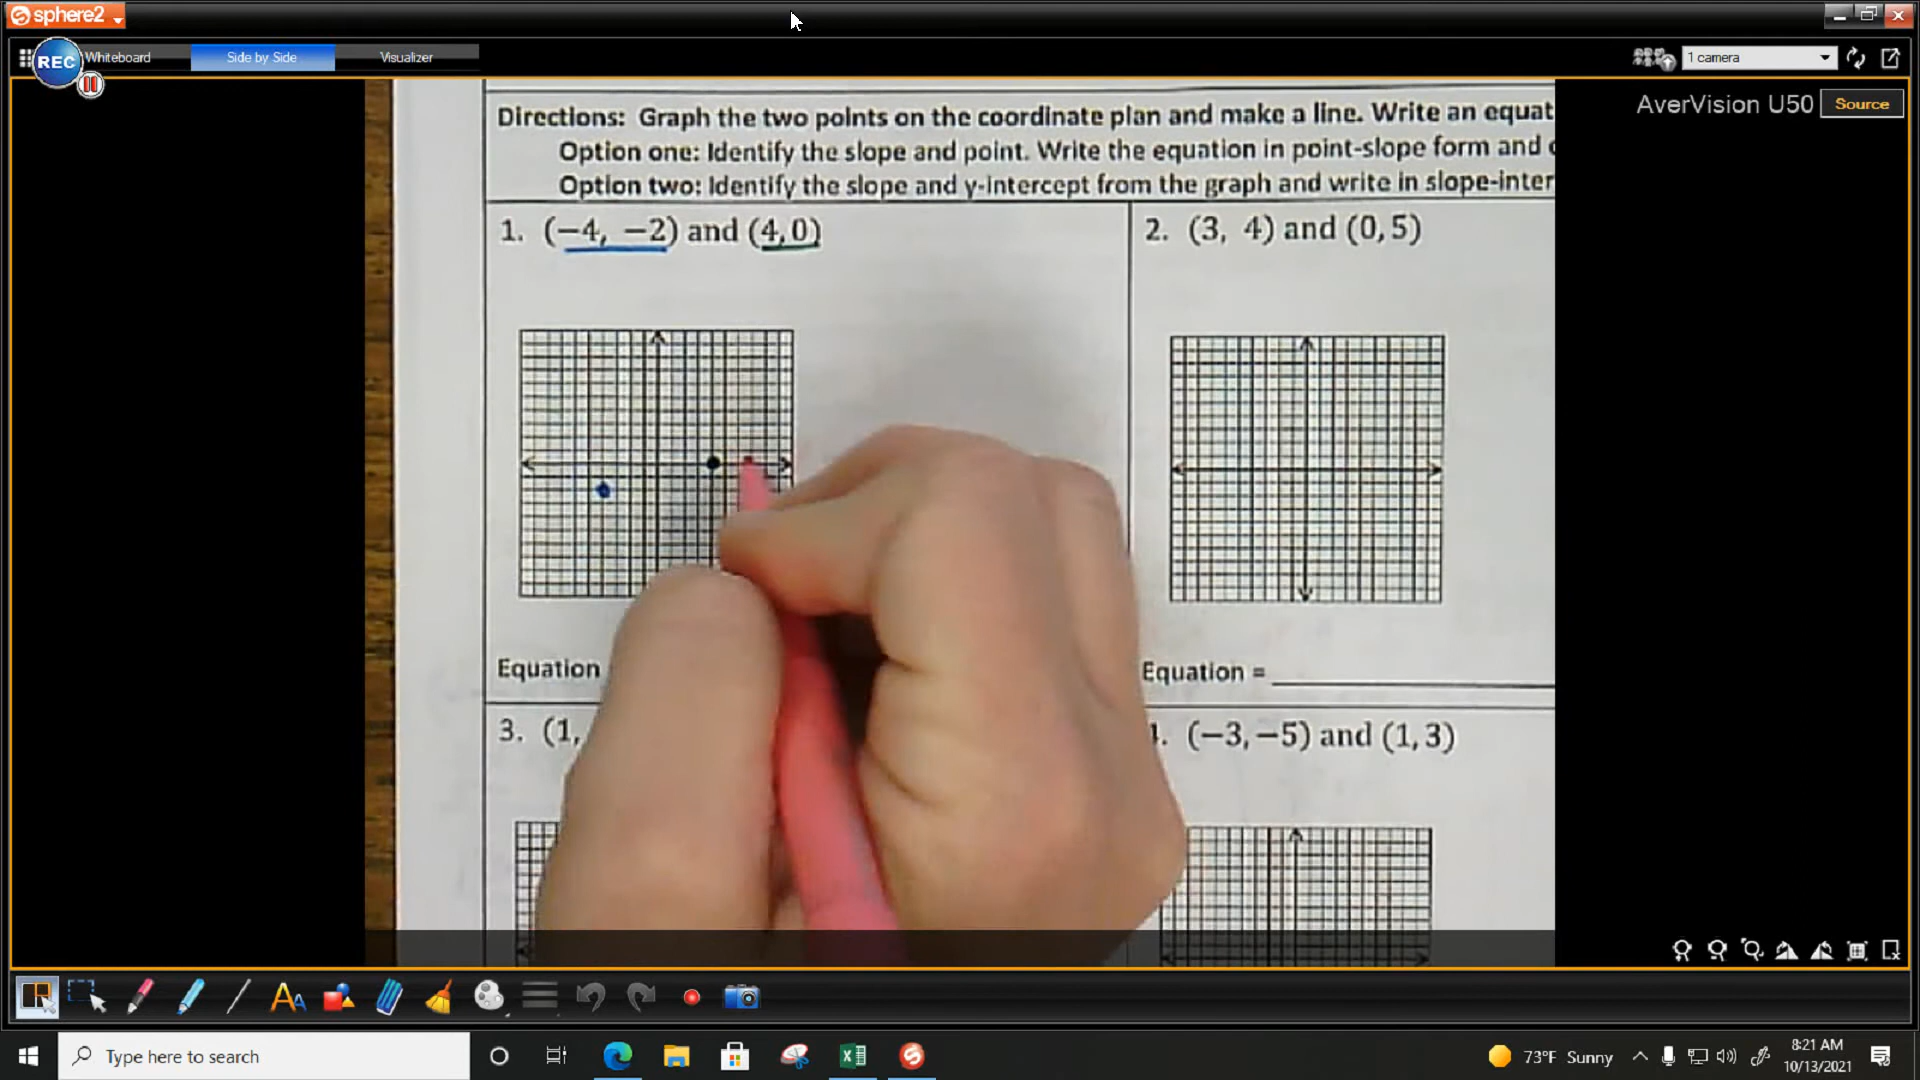 sphere2
REC
Whiteboard
Side by Side
Visualizer
1 camera
AverVision U50
Source
Directions: Graph the two points on the coordinate plan and make a line. Write an equat
Option one: Identify the slope and point. Write the equation in point-slope form and
Option two: Identify the slope and y-intercept from the graph and write in slope-inter
1. (−4, −2) and (4, 0)
2. (3, 4) and (0, 5)
Equation
Equation =
3. (1,
. (−3, −5) and (1, 3)
Type here to search
73°F Sunny
8:21 AM
10/13/2021